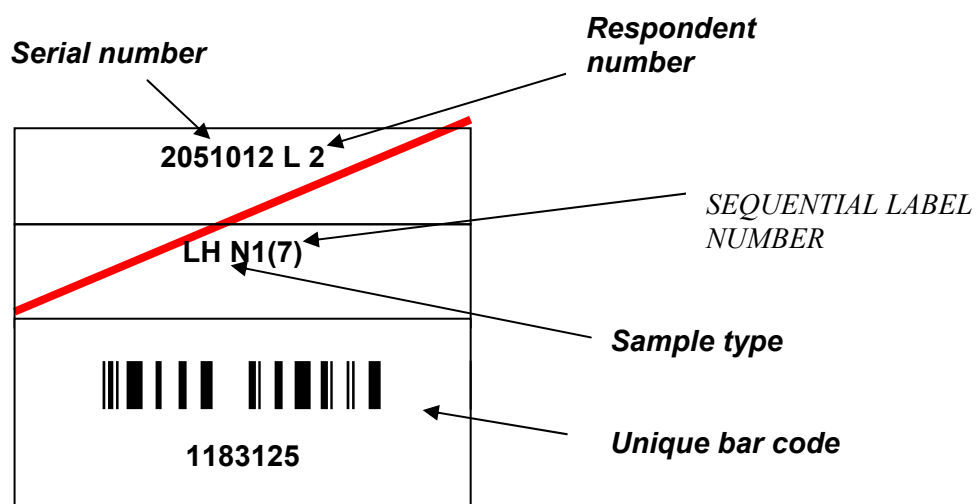 Serial number
Respondent
number
2051012 L 2
SEQUENTIAL LABEL
NUMBER
LH N1(7)
Sample type
Unique bar code
1183125